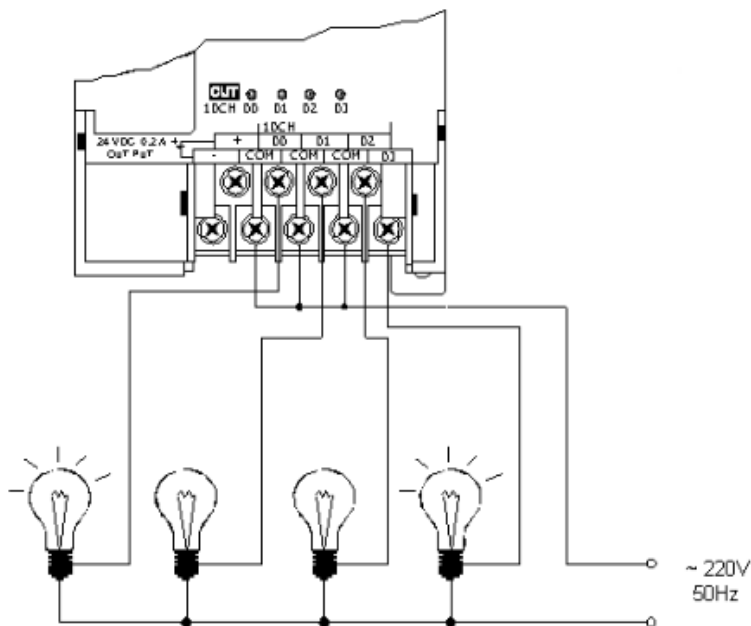 OUT
1DCH D0 D1 D2 D3
1DCH
24 VDC 0.2 A +
OUT PUT
+ D0 D1 D2
- COM COM COM D3
~ 220V
50Hz